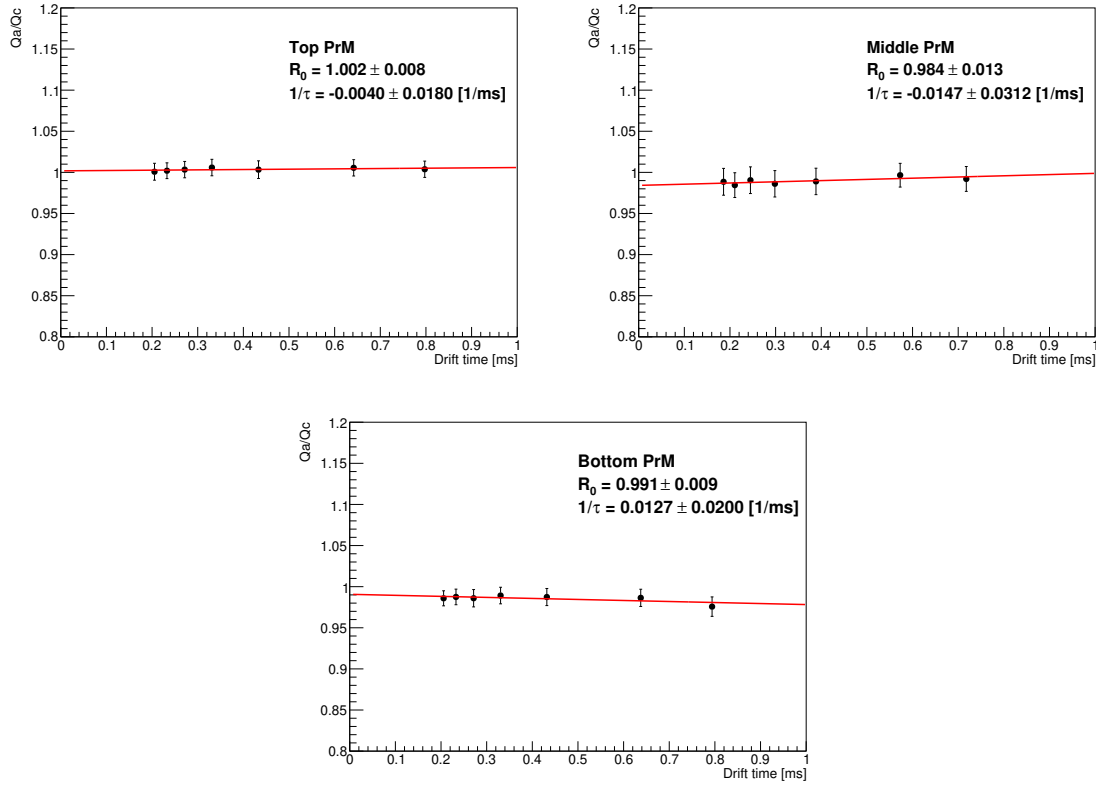 Qa/Qc
1.2
1.15
1.1
1.05
1
0.95
0.9
0.85
0.8
Top PrM
R₀ = 1.002 ± 0.008
1/τ = -0.0040 ± 0.0180 [1/ms]
0 0.1 0.2 0.3 0.4 0.5 0.6 0.7 0.8 0.9 1
Drift time [ms]
Qa/Qc
1.2
1.15
1.1
1.05
1
0.95
0.9
0.85
0.8
Middle PrM
R₀ = 0.984 ± 0.013
1/τ = -0.0147 ± 0.0312 [1/ms]
0 0.1 0.2 0.3 0.4 0.5 0.6 0.7 0.8 0.9 1
Drift time [ms]
Qa/Qc
1.2
1.15
1.1
1.05
1
0.95
0.9
0.85
0.8
Bottom PrM
R₀ = 0.991 ± 0.009
1/τ = 0.0127 ± 0.0200 [1/ms]
0 0.1 0.2 0.3 0.4 0.5 0.6 0.7 0.8 0.9 1
Drift time [ms]